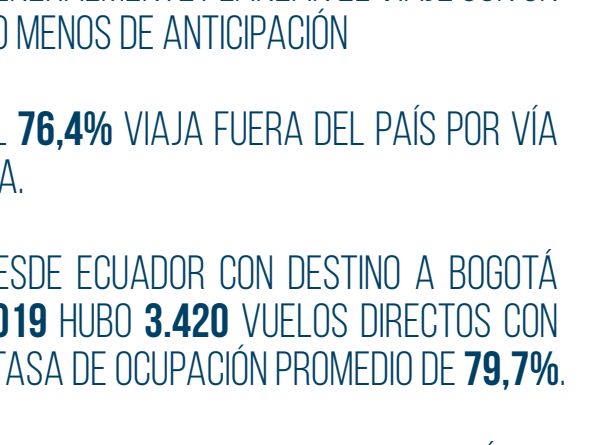 O MENOS DE ANTICIPACIÓN
76,4% VIAJA FUERA DEL PAÍS POR VÍA
A.
ESDE ECUADOR CON DESTINO A BOGOTÁ
019 HUBO 3.420 VUELOS DIRECTOS CON
TASA DE OCUPACIÓN PROMEDIO DE 79,7%.